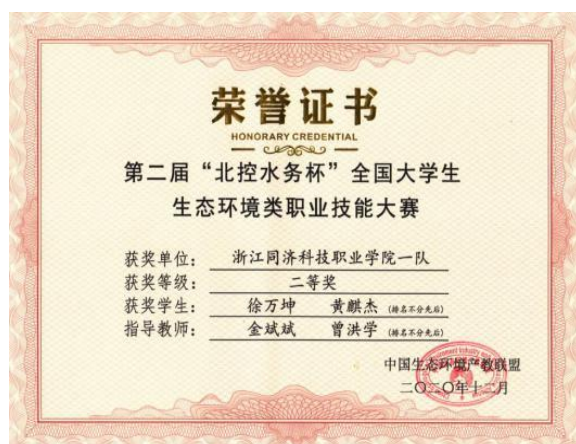 荣誉证书
HONORARY CREDENTIAL
第二届“北控水务杯”全国大学生
生态环境类职业技能大赛
获奖单位: 浙江同济科技职业学院一队
获奖等级: 二等奖
获奖学生: 徐万坤 黄麒杰 (排名不分先后)
指导教师: 金斌斌 曾洪学 (排名不分先后)
中国生态环境产教联盟
二〇二〇年十二月